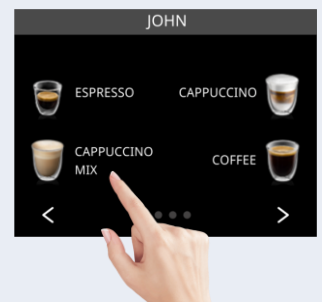 JOHN
ESPRESSO
CAPPUCCINO
CAPPUCCINO
MIX
COFFEE